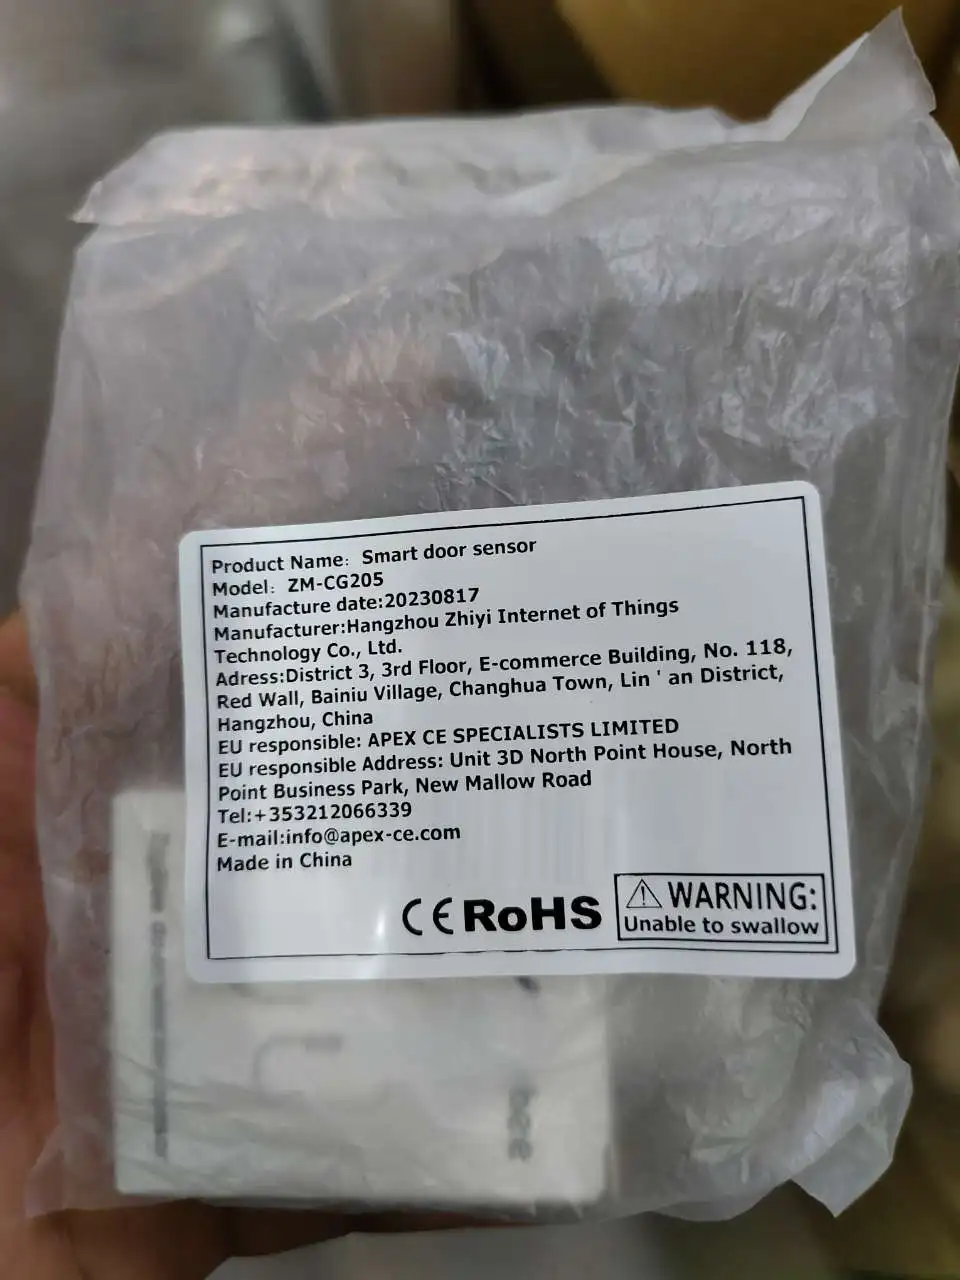 Product Name: Smart door sensor
Model: ZM-CG205
Manufacture date:20230817
Manufacturer:Hangzhou Zhiyi Internet of Things
Technology Co., Ltd.
Adress:District 3, 3rd Floor, E-commerce Building, No. 118,
Red Wall, Bainiu Village, Changhua Town, Lin ' an District,
Hangzhou, China
EU responsible: APEX CE SPECIALISTS LIMITED
EU responsible Address: Unit 3D North Point House, North
Point Business Park, New Mallow Road
Tel:+353212066339
E-mail:info@apex-ce.com
Made in China
CE RoHS
WARNING:
Unable to swallow